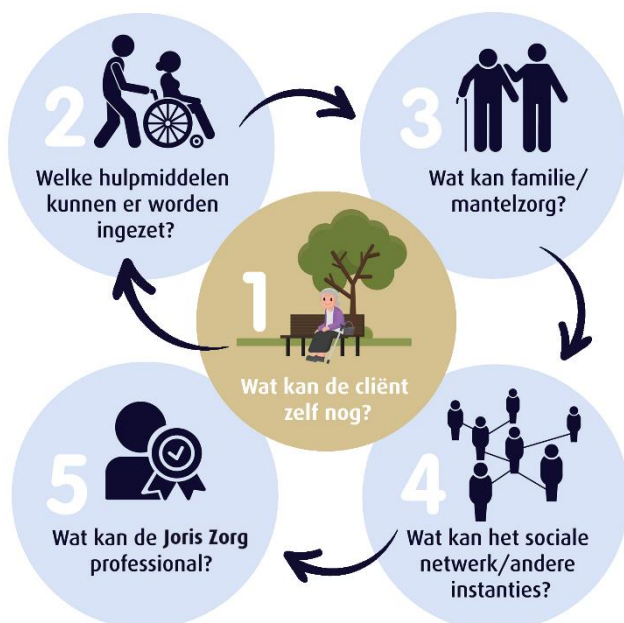 1
Wat kan de cliënt
zelf nog?
2
Welke hulpmiddelen
kunnen er worden
ingezet?
3
Wat kan familie/
mantelzorg?
4
Wat kan het sociale
netwerk/andere
instanties?
5
Wat kan de Joris Zorg
professional?